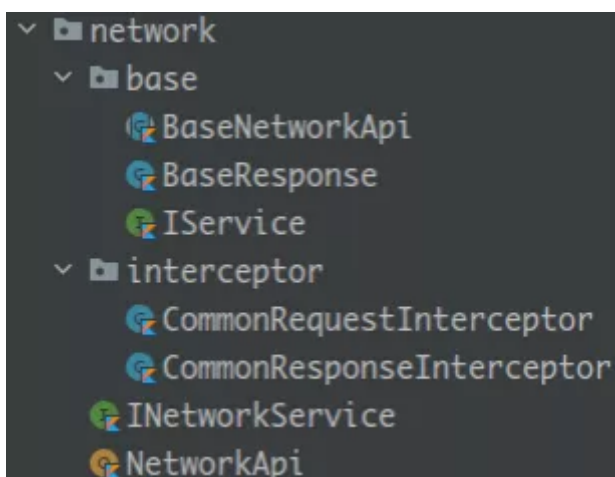 network
base
BaseNetworkApi
BaseResponse
IService
interceptor
CommonRequestInterceptor
CommonResponseInterceptor
INetworkService
NetworkApi